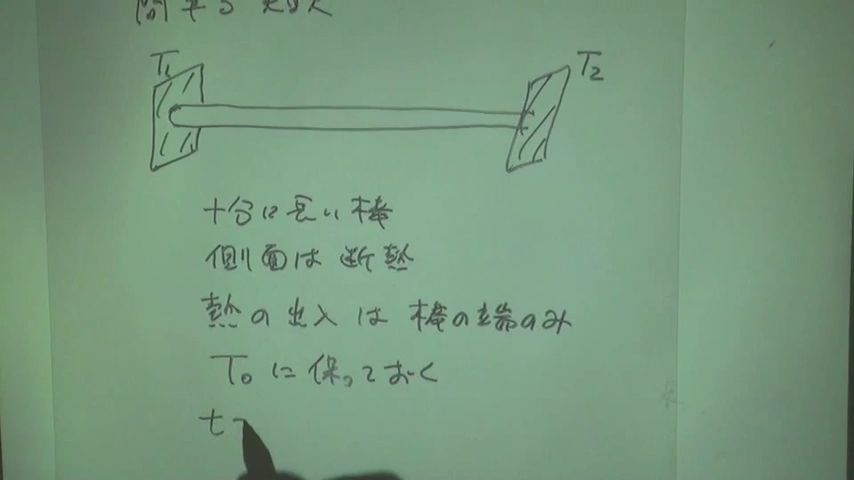 T₁
T₂
十分に長い棒
側面は断熱
熱の出入は棒の端のみ
T₀に保っておく
t